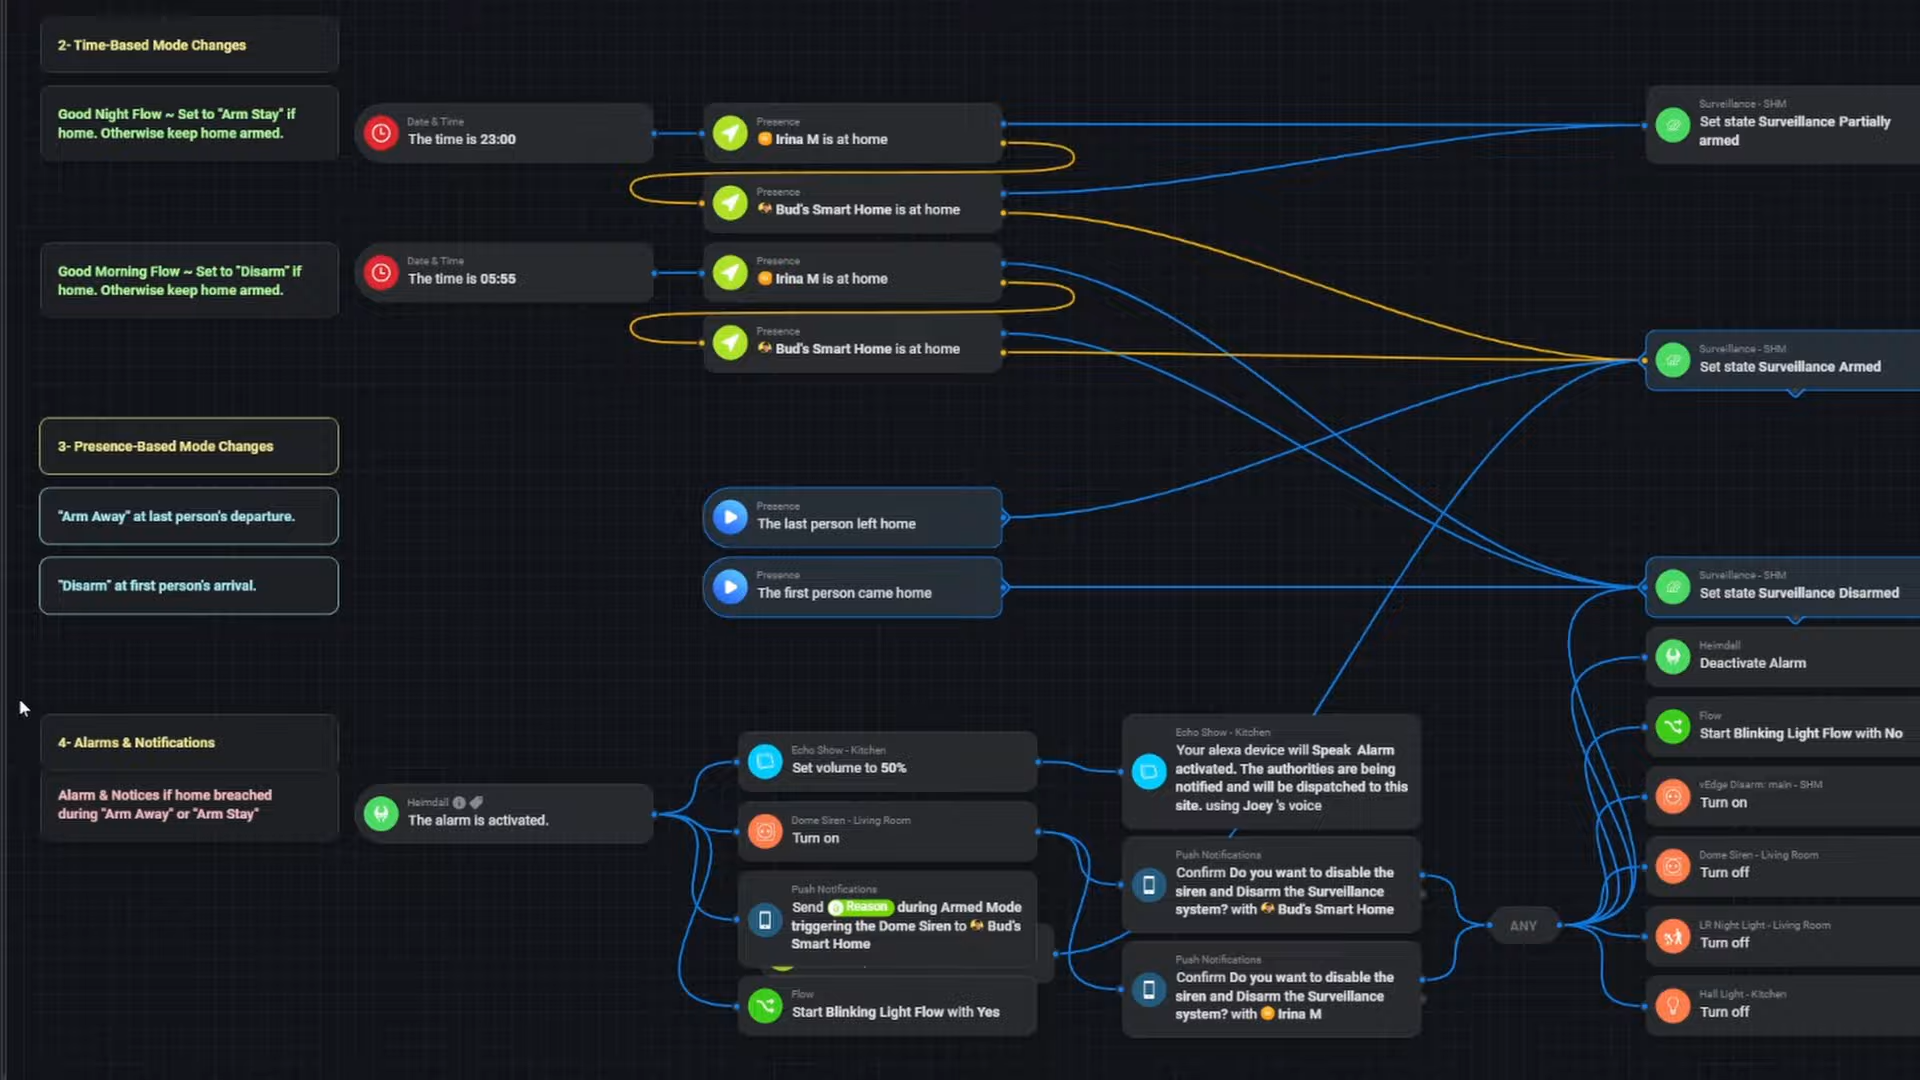 2- Time-Based Mode Changes
Good Night Flow ~ Set to "Arm Stay" if
home. Otherwise keep home armed.
Date & Time
The time is 23:00
Presence
Irina M is at home
Presence
Bud's Smart Home is at home
Surveillance - SHM
Set state Surveillance Partially
armed
Good Morning Flow ~ Set to "Disarm" if
home. Otherwise keep home armed.
Date & Time
The time is 05:55
Presence
Irina M is at home
Presence
Bud's Smart Home is at home
Surveillance - SHM
Set state Surveillance Armed
3- Presence-Based Mode Changes
"Arm Away" at last person's departure.
Presence
The last person left home
"Disarm" at first person's arrival.
Presence
The first person came home
Surveillance - SHM
Set state Surveillance Disarmed
Heimdall
Deactivate Alarm
Flow
Start Blinking Light Flow with No
vEdge Disarm: main - SHM
Turn on
Dome Siren - Living Room
Turn off
LR Night Light - Living Room
Turn off
Hall Light - Kitchen
Turn off
4- Alarms & Notifications
Alarm & Notices if home breached
during "Arm Away" or "Arm Stay"
Heimdall
The alarm is activated.
Echo Show - Kitchen
Set volume to 50%
Dome Siren - Living Room
Turn on
Push Notifications
Send Reason during Armed Mode
triggering the Dome Siren to Bud's
Smart Home
Flow
Start Blinking Light Flow with Yes
Echo Show - Kitchen
Your alexa device will Speak Alarm
activated. The authorities are being
notified and will be dispatched to this
site. using Joey 's voice
Push Notifications
Confirm Do you want to disable the
siren and Disarm the Surveillance
system? with Bud's Smart Home
Push Notifications
Confirm Do you want to disable the
siren and Disarm the Surveillance
system? with Irina M
ANY